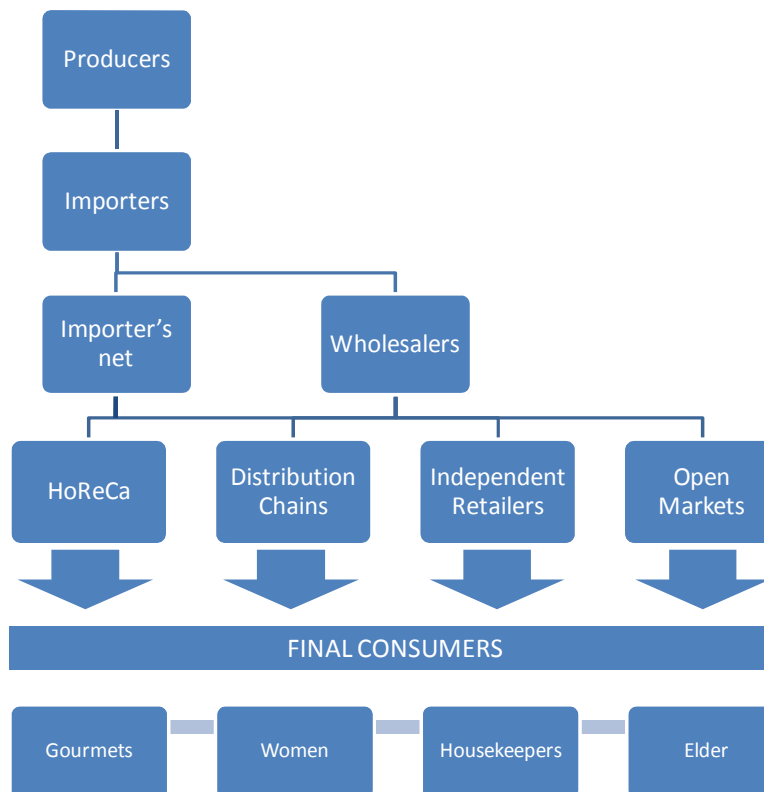 Producers
Importers
Importer’s
net
Wholesalers
HoReCa
Distribution
Chains
Independent
Retailers
Open
Markets
FINAL CONSUMERS
Gourmets
Women
Housekeepers
Elder